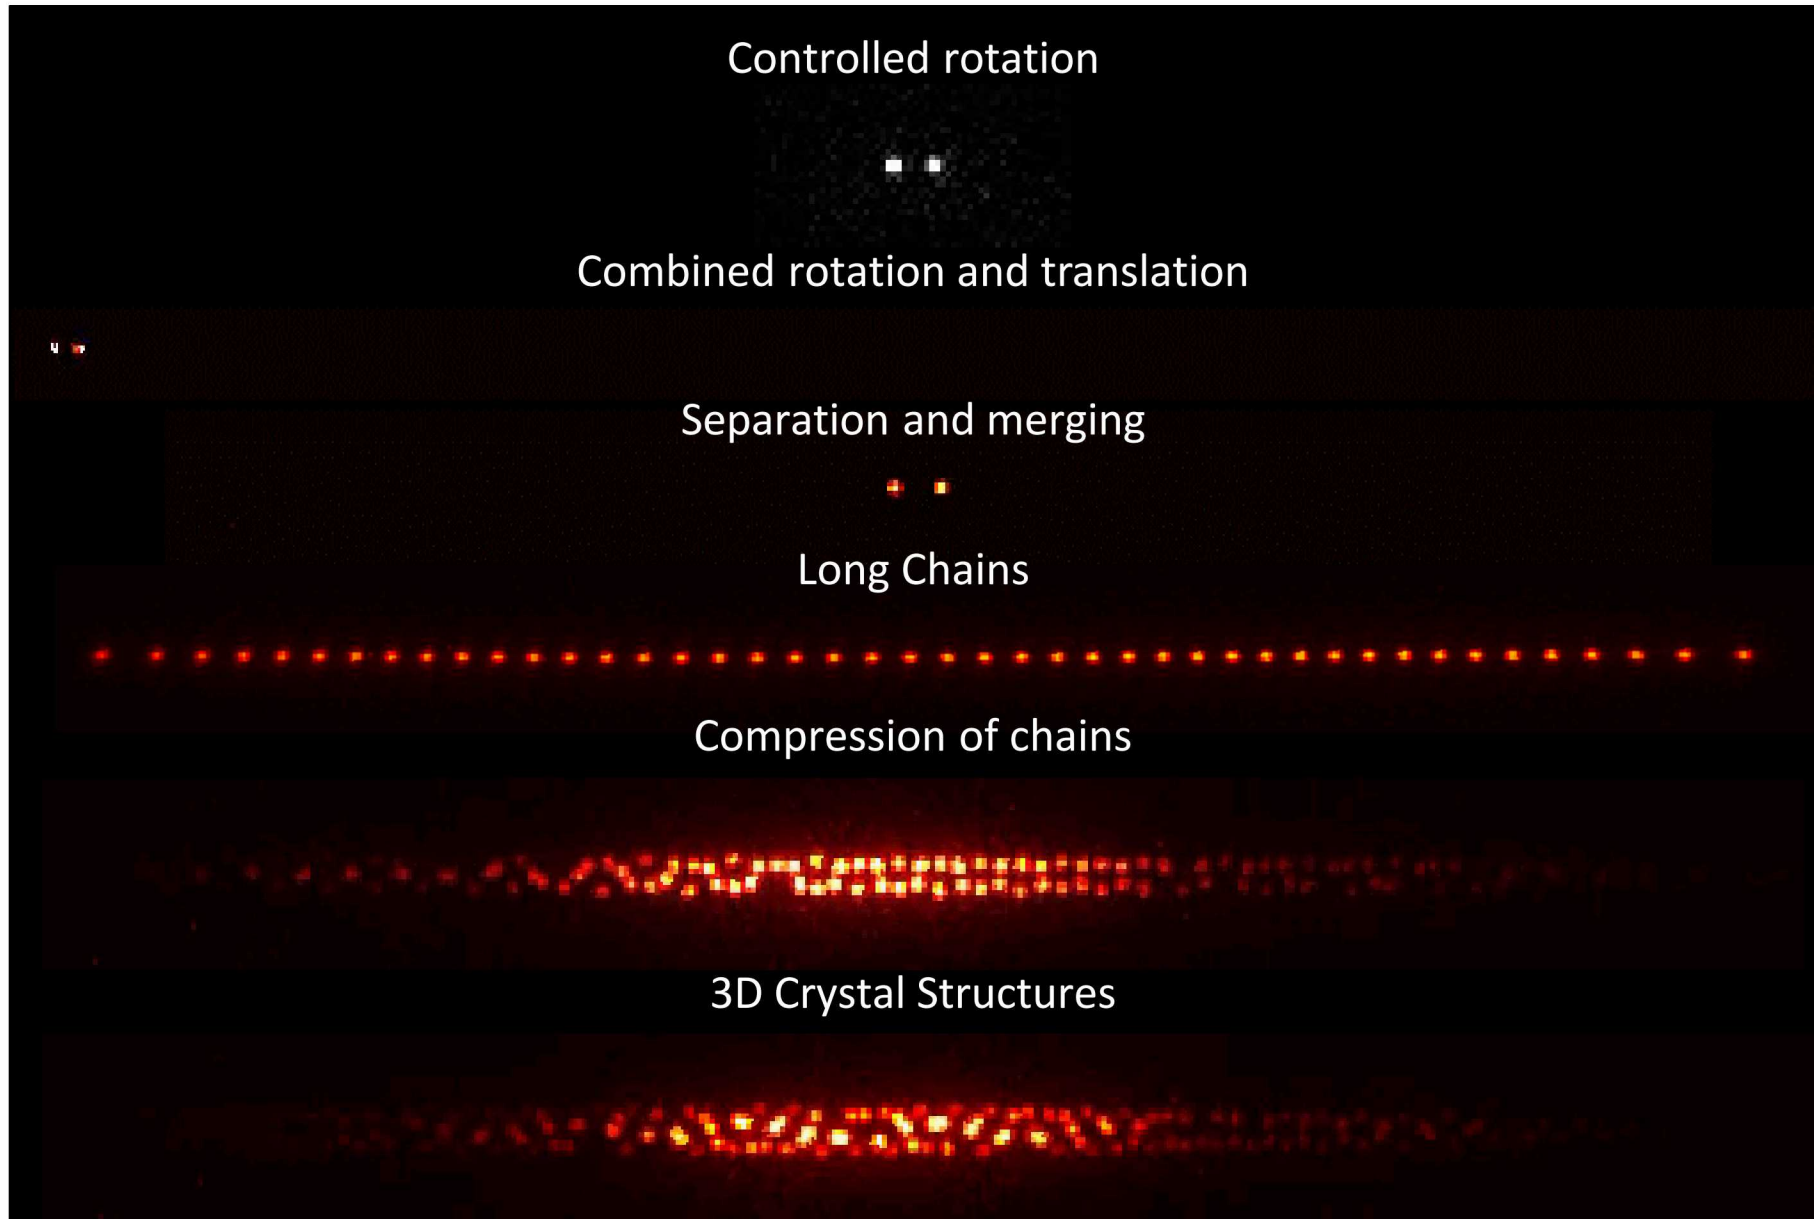 Controlled rotation
Combined rotation and translation
Separation and merging
Long Chains
Compression of chains
3D Crystal Structures